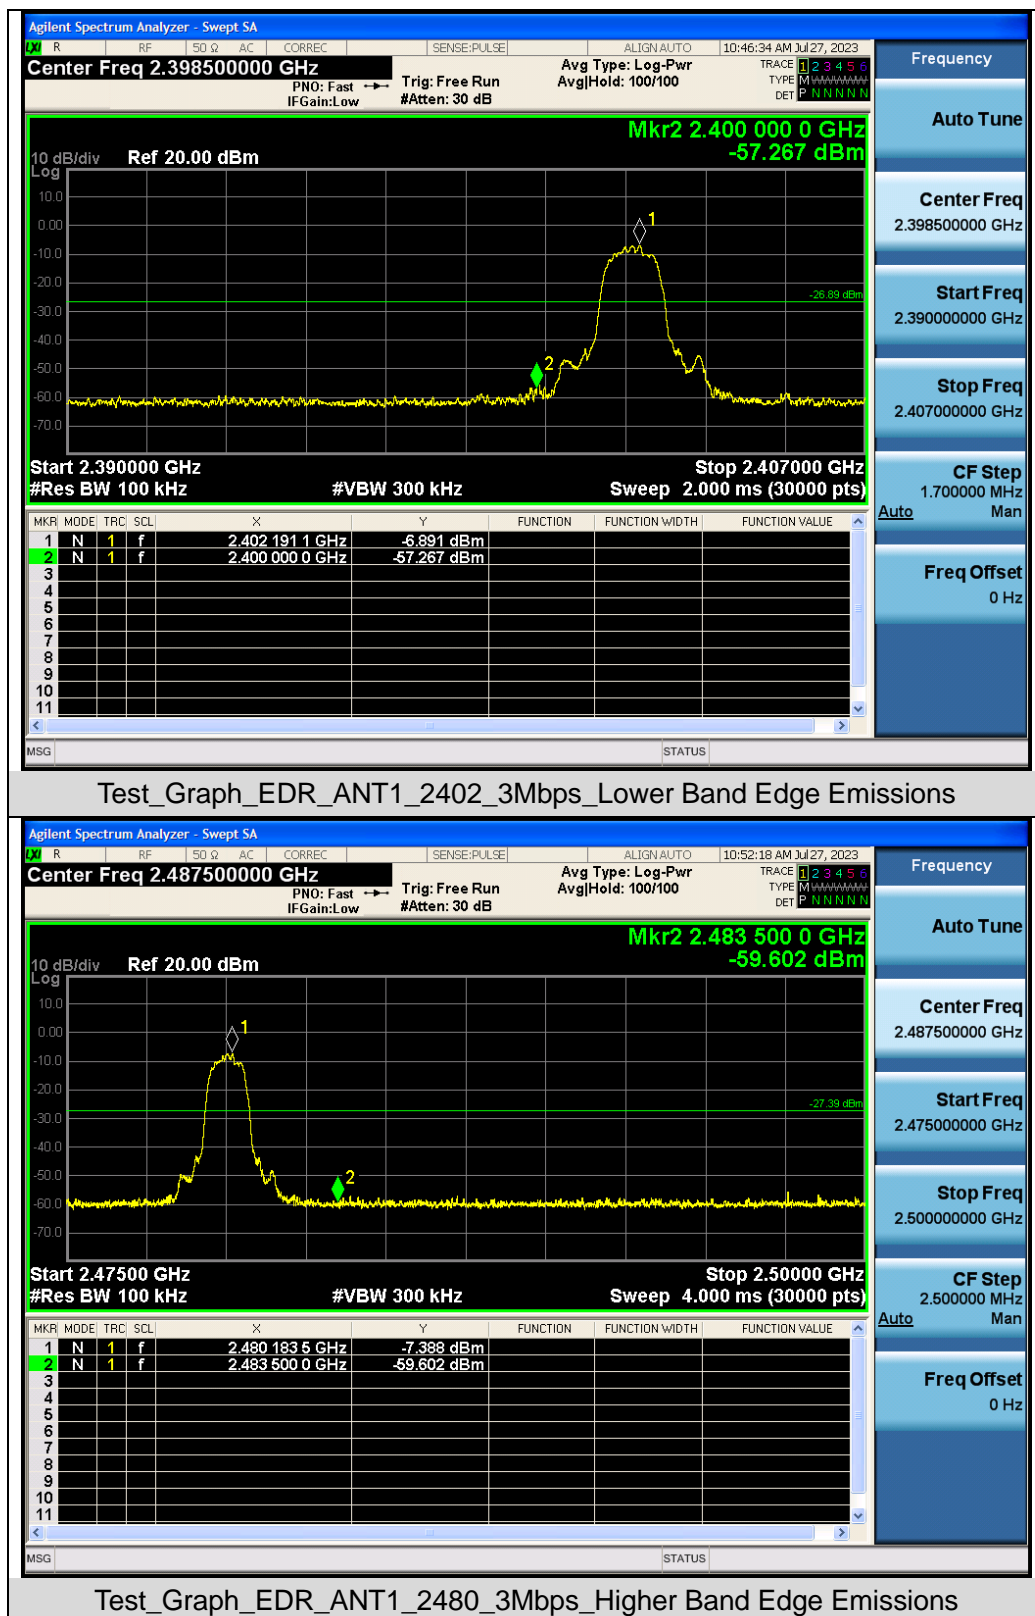 Agilent Spectrum Analyzer - Swept SA
LXI R RF 50 Ω AC CORREC SENSE:PULSE ALIGN AUTO 10:46:34 AM Jul 27, 2023
Center Freq 2.398500000 GHz
PNO: Fast
IFGain:Low
Trig: Free Run
#Atten: 30 dB
Avg Type: Log-Pwr
Avg|Hold: 100/100
TRACE 1 2 3 4 5 6
TYPE M
DET P N N N N N
Mkr2 2.400 000 0 GHz
-57.267 dBm
10 dB/div Ref 20.00 dBm
Log
10.0
0.00
-10.0
-20.0
-30.0
-40.0
-50.0
-60.0
-70.0
1
2
-26.89 dBm
Start 2.390000 GHz Stop 2.407000 GHz
#Res BW 100 kHz #VBW 300 kHz Sweep 2.000 ms (30000 pts)
MKR MODE TRC SCL X Y FUNCTION FUNCTION WIDTH FUNCTION VALUE
1 N 1 f 2.402 191 1 GHz -6.891 dBm
2 N 1 f 2.400 000 0 GHz -57.267 dBm
3
4
5
6
7
8
9
10
11
MSG STATUS
Frequency
Auto Tune
Center Freq
2.398500000 GHz
Start Freq
2.390000000 GHz
Stop Freq
2.407000000 GHz
CF Step
1.700000 MHz
Auto Man
Freq Offset
0 Hz
Test_Graph_EDR_ANT1_2402_3Mbps_Lower Band Edge Emissions
Agilent Spectrum Analyzer - Swept SA
LXI R RF 50 Ω AC CORREC SENSE:PULSE ALIGN AUTO 10:52:18 AM Jul 27, 2023
Center Freq 2.487500000 GHz
PNO: Fast
IFGain:Low
Trig: Free Run
#Atten: 30 dB
Avg Type: Log-Pwr
Avg|Hold: 100/100
TRACE 1 2 3 4 5 6
TYPE M
DET P N N N N N
Mkr2 2.483 500 0 GHz
-59.602 dBm
10 dB/div Ref 20.00 dBm
Log
10.0
0.00
-10.0
-20.0
-30.0
-40.0
-50.0
-60.0
-70.0
1
2
-27.39 dBm
Start 2.47500 GHz Stop 2.50000 GHz
#Res BW 100 kHz #VBW 300 kHz Sweep 4.000 ms (30000 pts)
MKR MODE TRC SCL X Y FUNCTION FUNCTION WIDTH FUNCTION VALUE
1 N 1 f 2.480 183 5 GHz -7.388 dBm
2 N 1 f 2.483 500 0 GHz -59.602 dBm
3
4
5
6
7
8
9
10
11
MSG STATUS
Frequency
Auto Tune
Center Freq
2.487500000 GHz
Start Freq
2.475000000 GHz
Stop Freq
2.500000000 GHz
CF Step
2.500000 MHz
Auto Man
Freq Offset
0 Hz
Test_Graph_EDR_ANT1_2480_3Mbps_Higher Band Edge Emissions